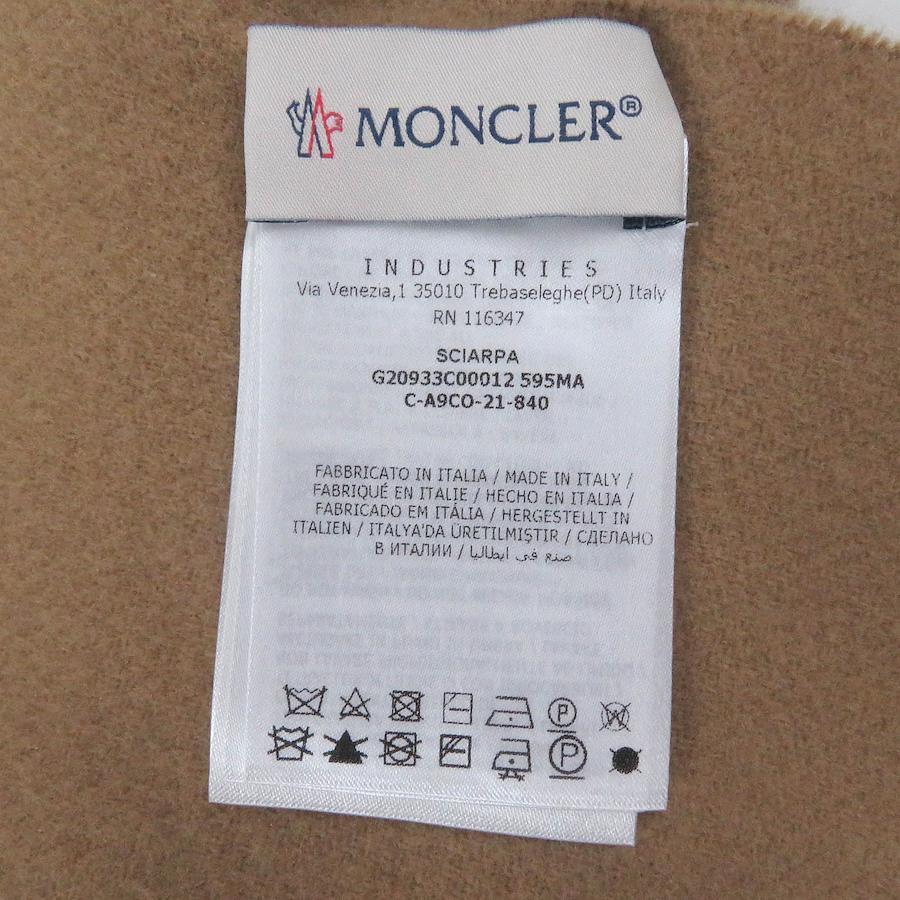 MONCLER®
INDUSTRIES
Via Venezia,1 35010 Trebaseleghe(PD) Italy
RN 116347
SCIARPA
G20933C00012 595MA
C-A9CO-21-840
FABBRICATO IN ITALIA / MADE IN ITALY /
FABRIQUÉ EN ITALIE / HECHO EN ITALIA /
FABRICADO EM ITÁLIA / HERGESTELLT IN
ITALIEN / ITALYA'DA ÜRETILMIŞTIR / СДЕЛАНО
В ИТАЛИИ / صنع في ايطاليا
P W
P